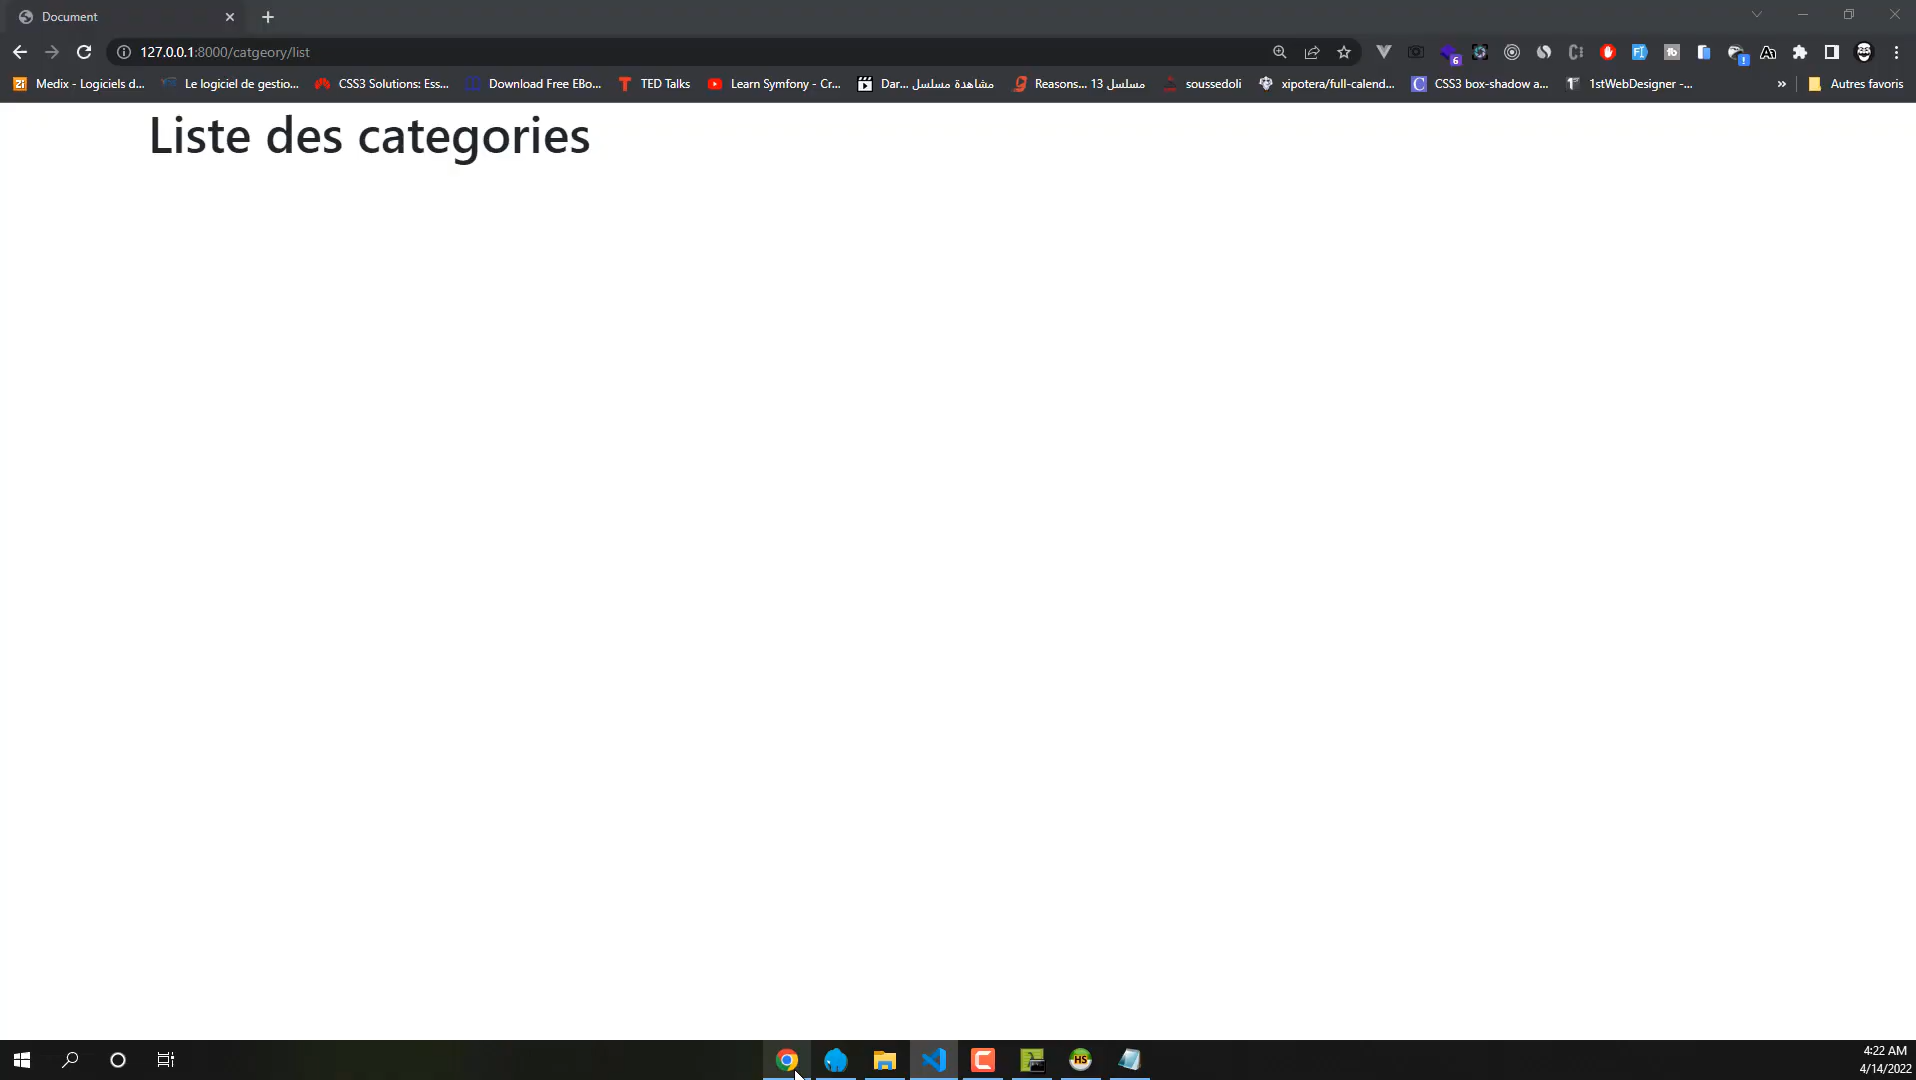 Document
127.0.0.1:8000/catgeory/list
6
Medix - Logiciels d... Le logiciel de gestio... CSS3 Solutions: Ess... Download Free EBo... TED Talks Learn Symfony - Cr... مشاهدة مسلسل Dar... مسلسل 13 Reasons... soussedoli xipotera/full-calend... CSS3 box-shadow a... 1stWebDesigner -... » Autres favoris
Liste des categories
HS
4:22 AM
4/14/2022